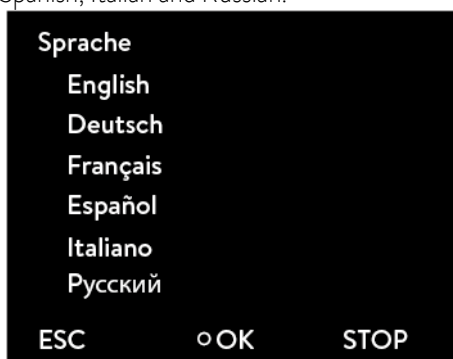 Spanish, Italian and Russian.
Sprache
English
Deutsch
Français
Español
Italiano
Русский
ESC OK STOP